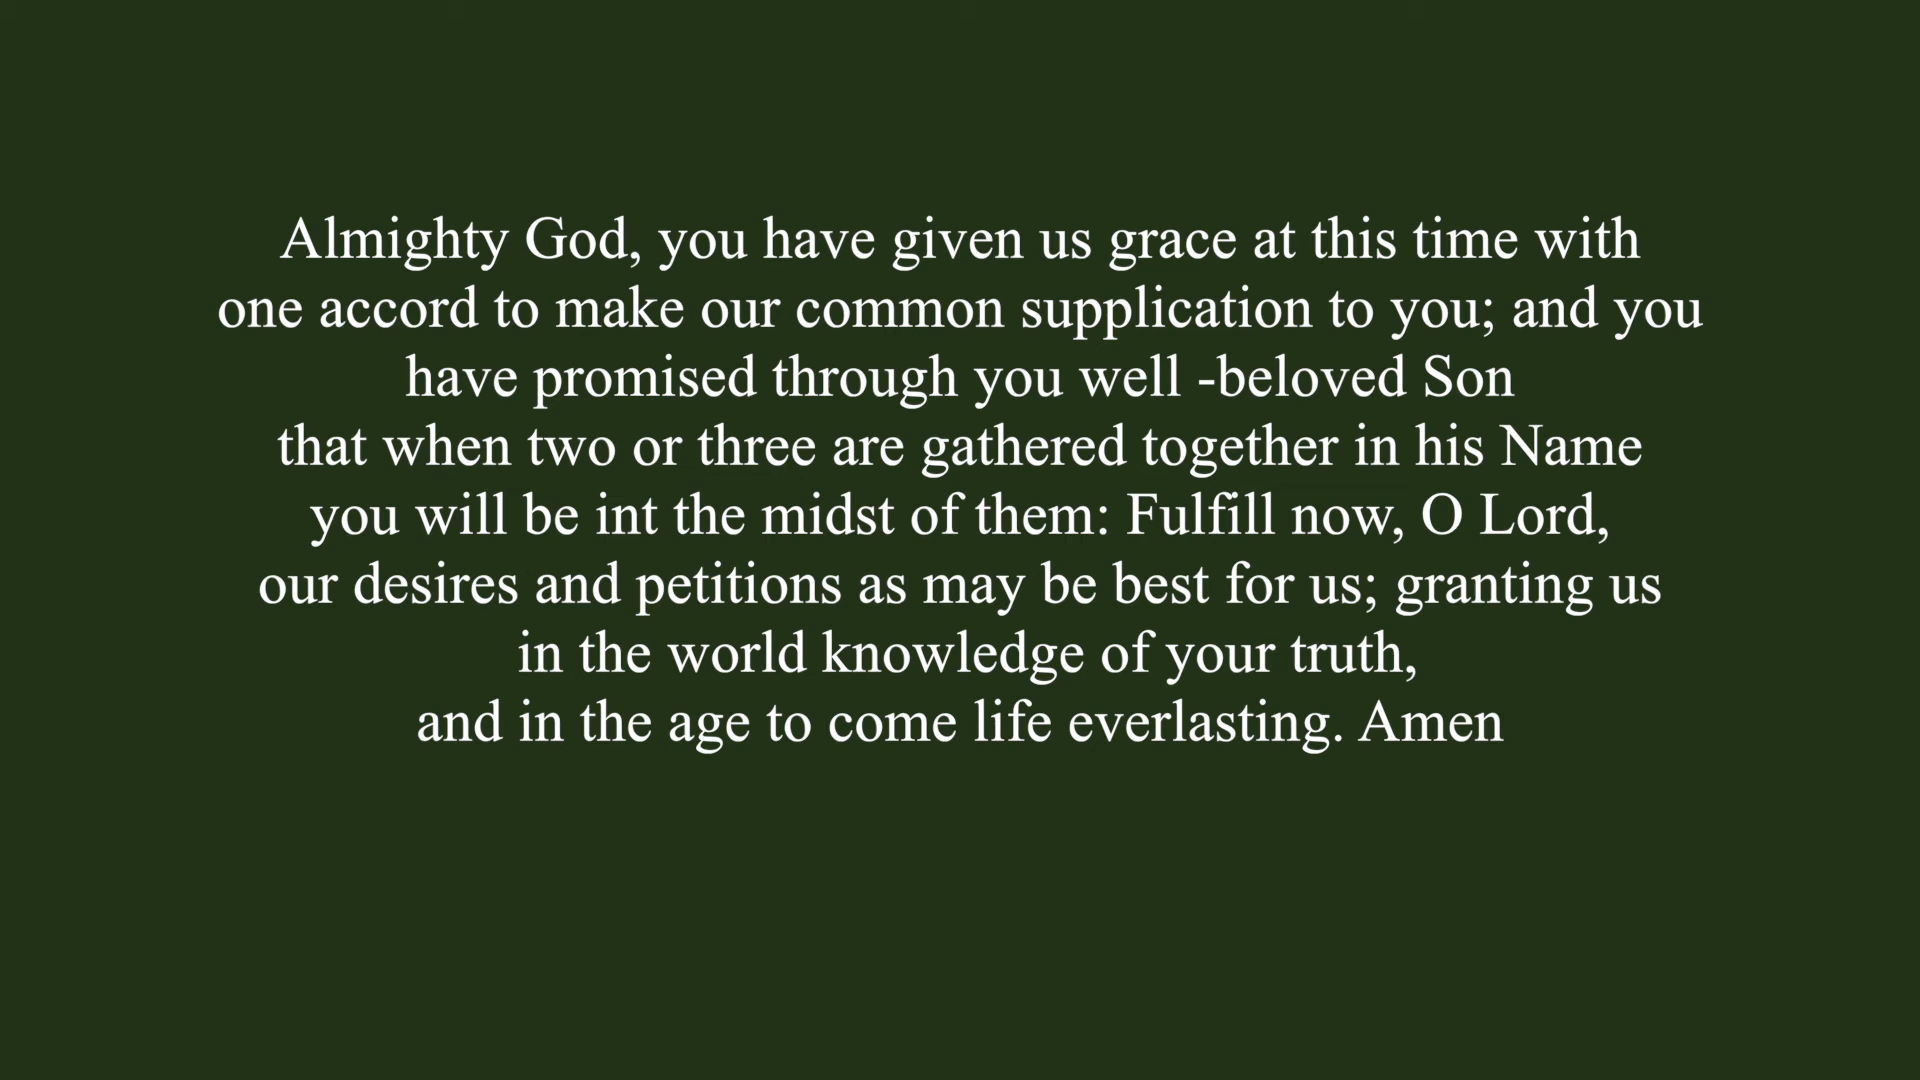 Almighty God, you have given us grace at this time with
one accord to make our common supplication to you; and you
have promised through you well -beloved Son
that when two or three are gathered together in his Name
you will be int the midst of them: Fulfill now, O Lord,
our desires and petitions as may be best for us; granting us
in the world knowledge of your truth,
and in the age to come life everlasting. Amen